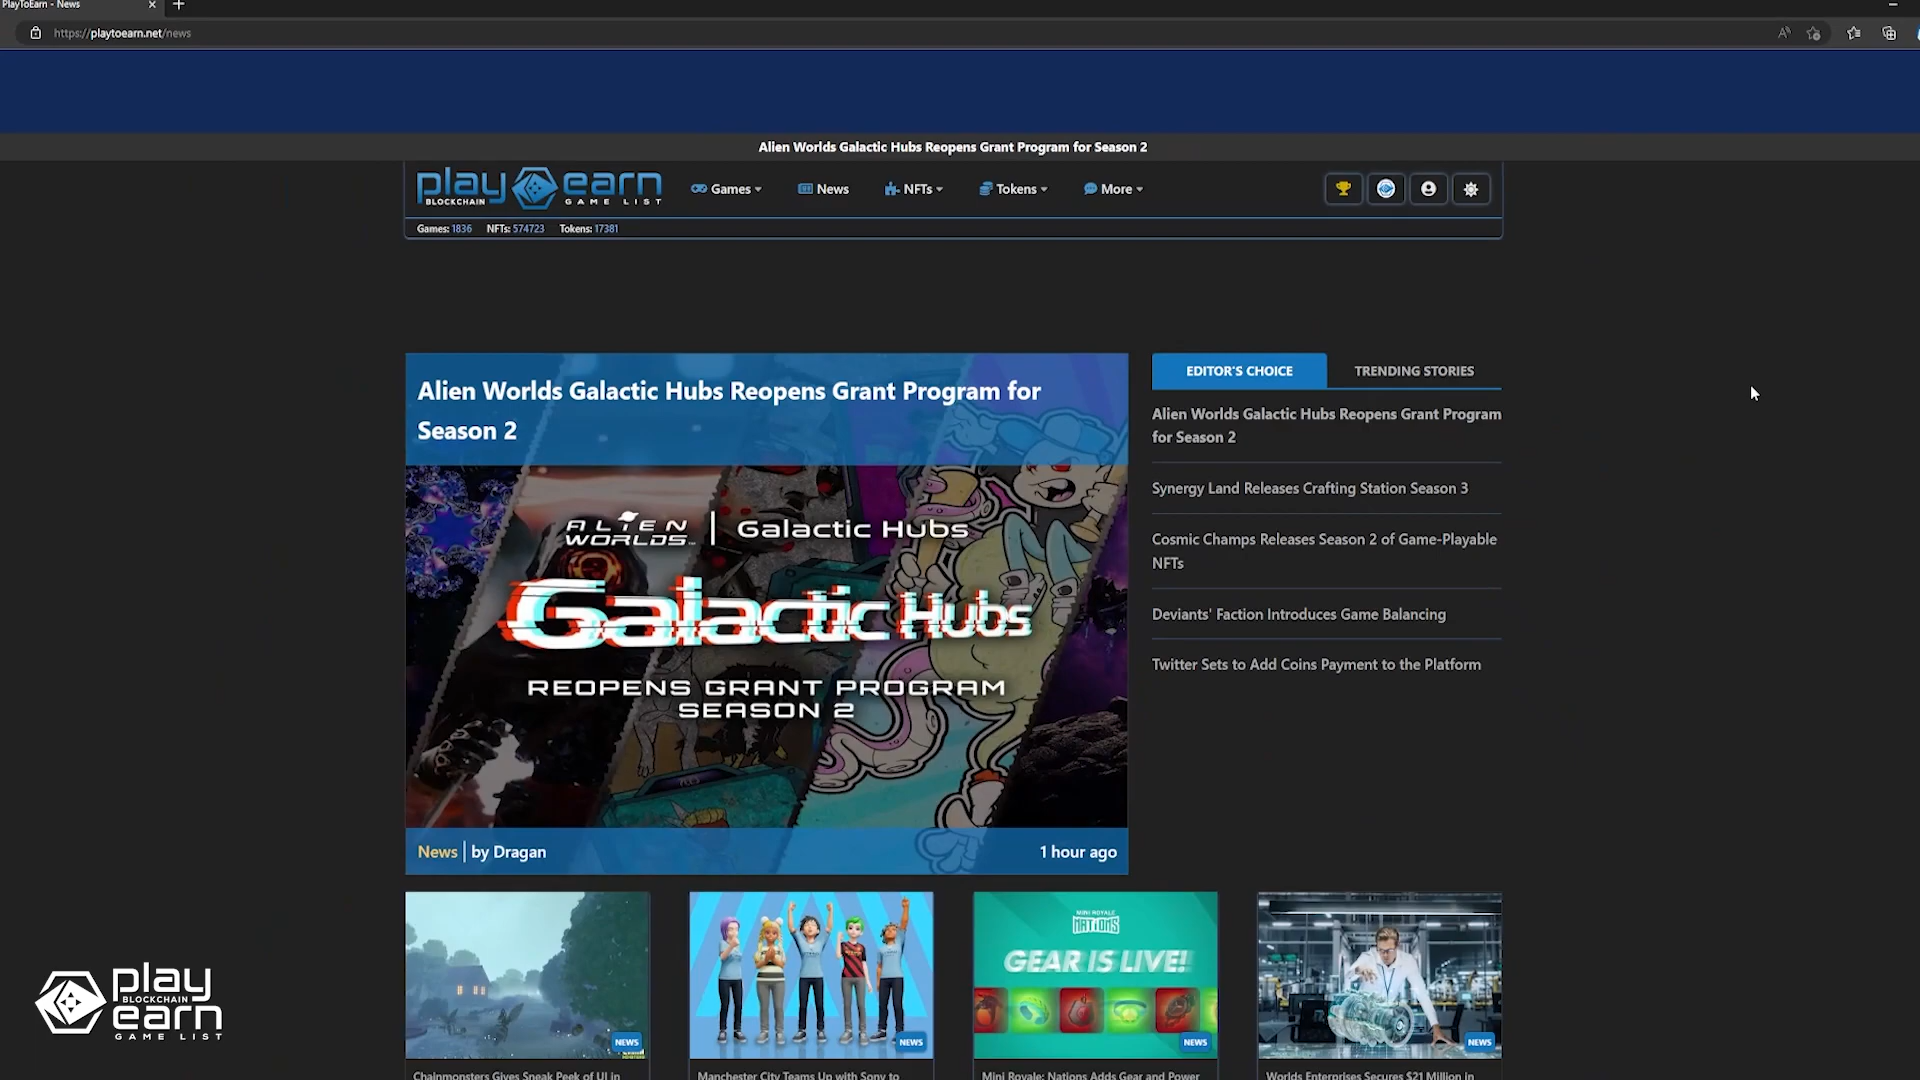 PlayToEarn - News
https://playtoearn.net/news
Alien Worlds Galactic Hubs Reopens Grant Program for Season 2
play earn
BLOCKCHAIN GAME LIST
Games
News
NFTs
Tokens
More
Games: 1836 NFTs: 574723 Tokens: 17381
Alien Worlds Galactic Hubs Reopens Grant Program for
Season 2
ALIEN WORLDS | Galactic Hubs
Galactic Hubs
REOPENS GRANT PROGRAM
SEASON 2
News | by Dragan
1 hour ago
EDITOR'S CHOICE
TRENDING STORIES
Alien Worlds Galactic Hubs Reopens Grant Program
for Season 2
Synergy Land Releases Crafting Station Season 3
Cosmic Champs Releases Season 2 of Game-Playable
NFTs
Deviants' Faction Introduces Game Balancing
Twitter Sets to Add Coins Payment to the Platform
NEWS
NEWS
MINI ROYALE
NATIONS
GEAR IS LIVE!
NEWS
NEWS
Chainmonsters Gives Sneak Peek of UI in
Manchester City Teams Up with Sony to
Mini Royale: Nations Adds Gear and Power
Worlds Enterprises Secures $21 Million in
play
BLOCKCHAIN
earn
GAME LIST